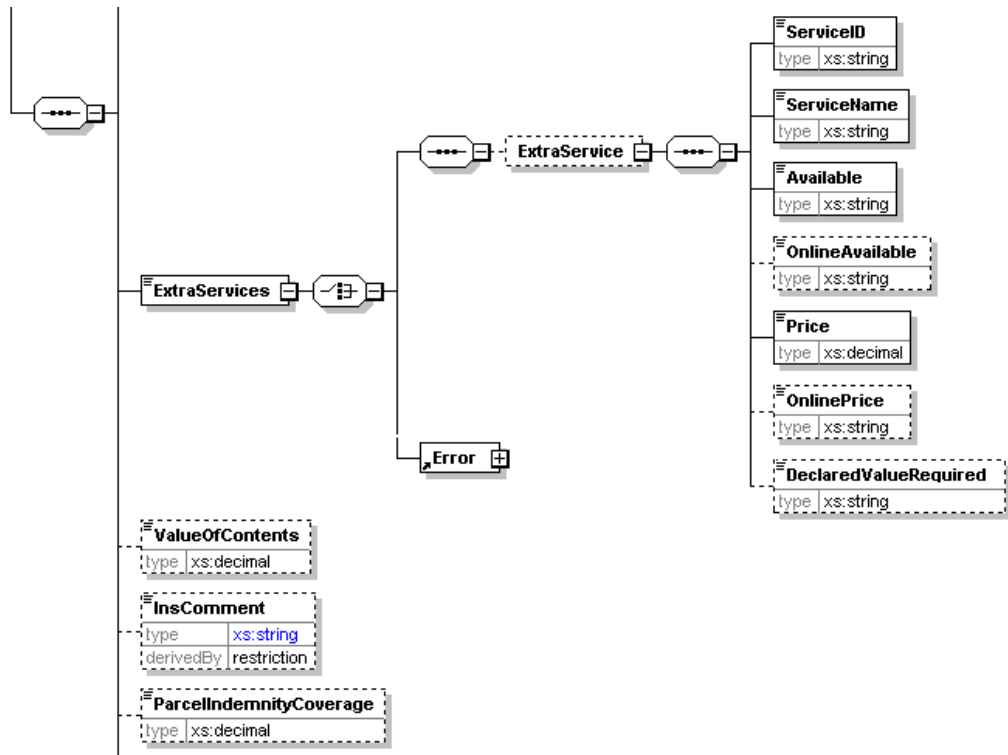 ServiceID
type xs:string
ServiceName
type xs:string
ExtraService
Available
type xs:string
OnlineAvailable
type xs:string
ExtraServices
Price
type xs:decimal
OnlinePrice
type xs:string
Error
DeclaredValueRequired
type xs:string
ValueOfContents
type xs:decimal
InsComment
type xs:string
derivedBy restriction
ParcelIndemnityCoverage
type xs:decimal